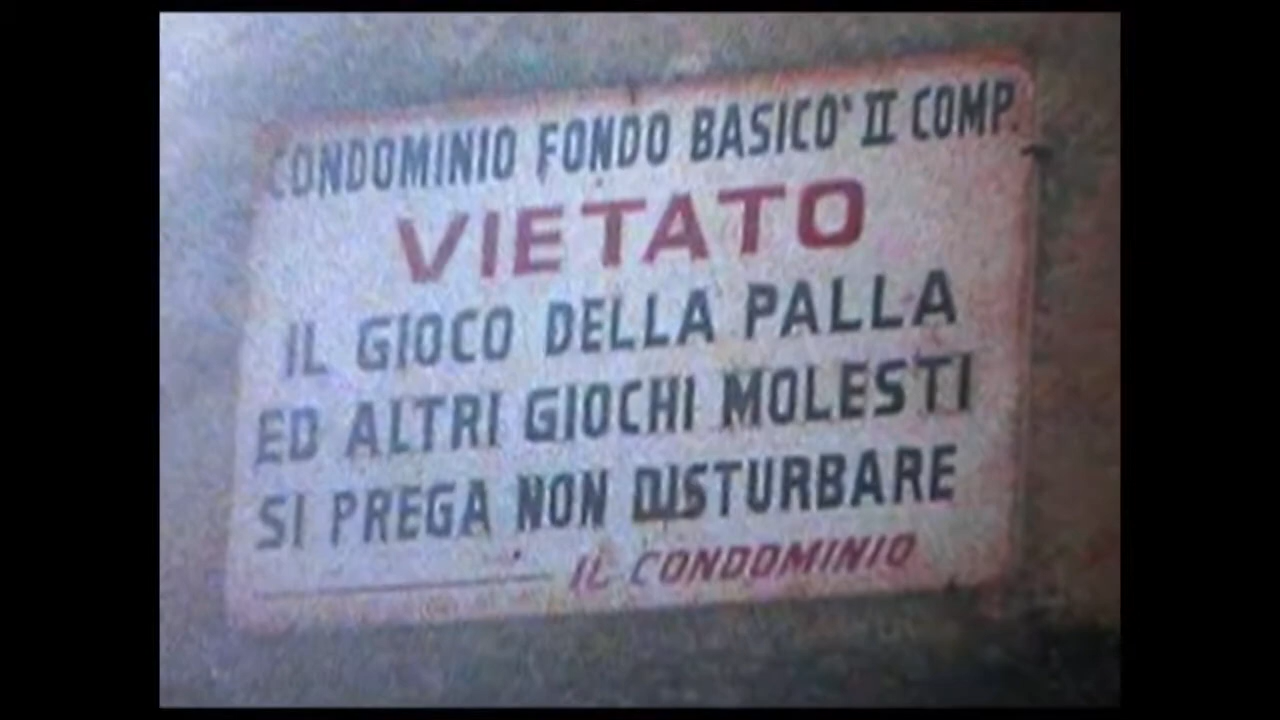 CONDOMINIO FONDO BASICO' II COMP.
VIETATO
IL GIOCO DELLA PALLA
ED ALTRI GIOCHI MOLESTI
SI PREGA NON DISTURBARE
IL CONDOMINIO